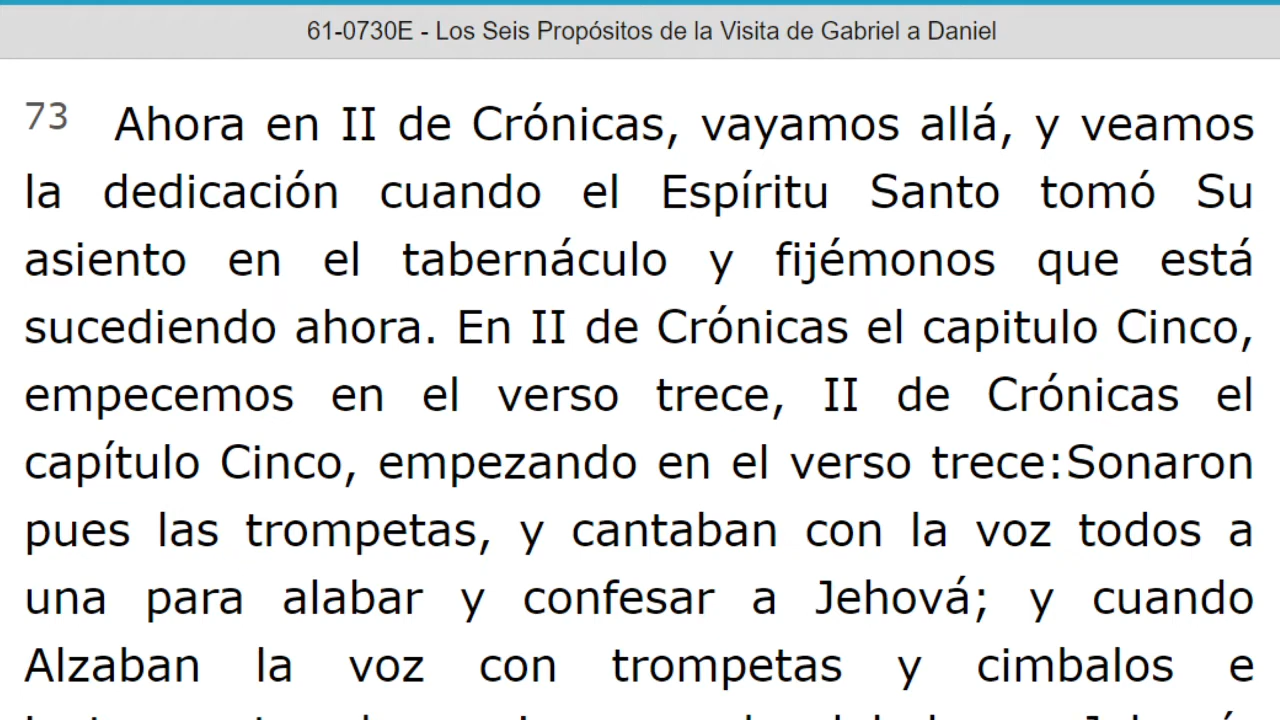 61-0730E - Los Seis Propósitos de la Visita de Gabriel a Daniel
73 Ahora en II de Crónicas, vayamos allá, y veamos
la dedicación cuando el Espíritu Santo tomó Su
asiento en el tabernáculo y fijémonos que está
sucediendo ahora. En II de Crónicas el capitulo Cinco,
empecemos en el verso trece, II de Crónicas el
capítulo Cinco, empezando en el verso trece:Sonaron
pues las trompetas, y cantaban con la voz todos a
una para alabar y confesar a Jehová; y cuando
Alzaban la voz con trompetas y cimbalos e